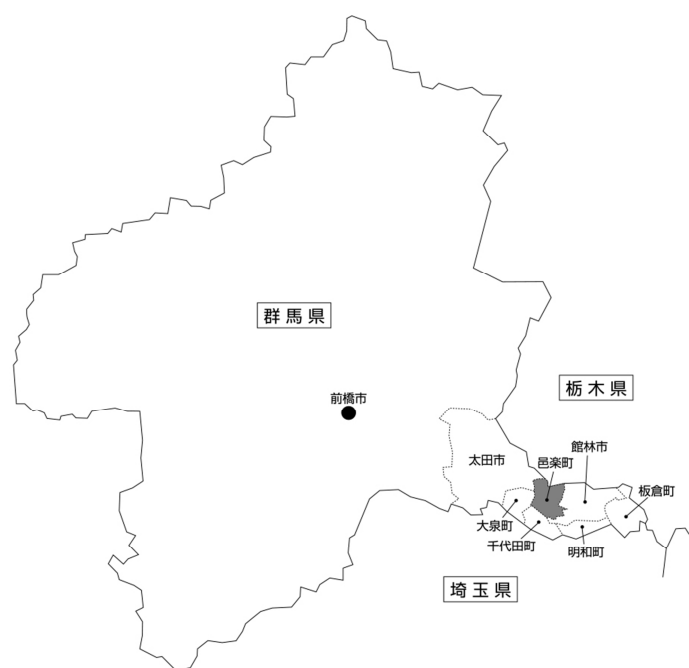 群馬県
栃木県
前橋市
館林市
太田市
邑楽町
板倉町
大泉町
千代田町
明和町
埼玉県